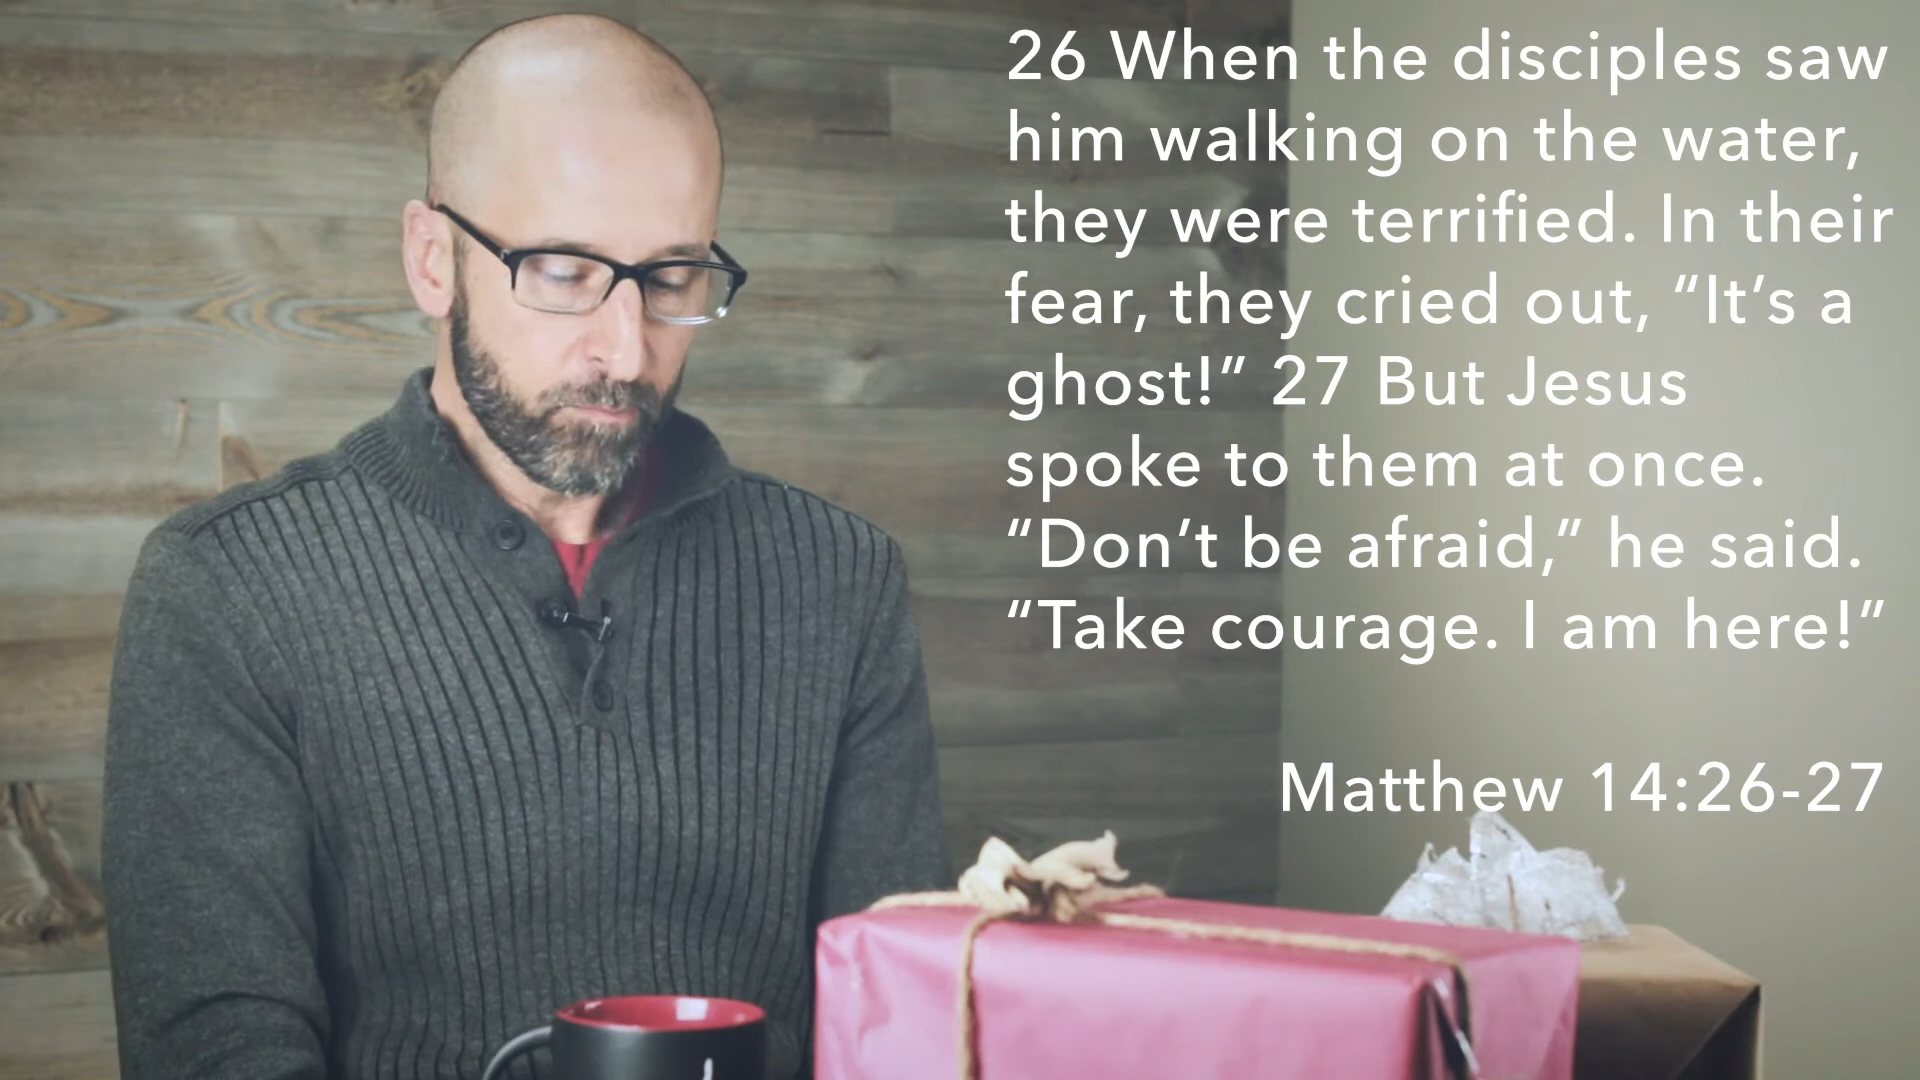 26 When the disciples saw
him walking on the water,
they were terrified. In their
fear, they cried out, “It’s a
ghost!” 27 But Jesus
spoke to them at once.
“Don’t be afraid,” he said.
“Take courage. I am here!”
Matthew 14:26-27